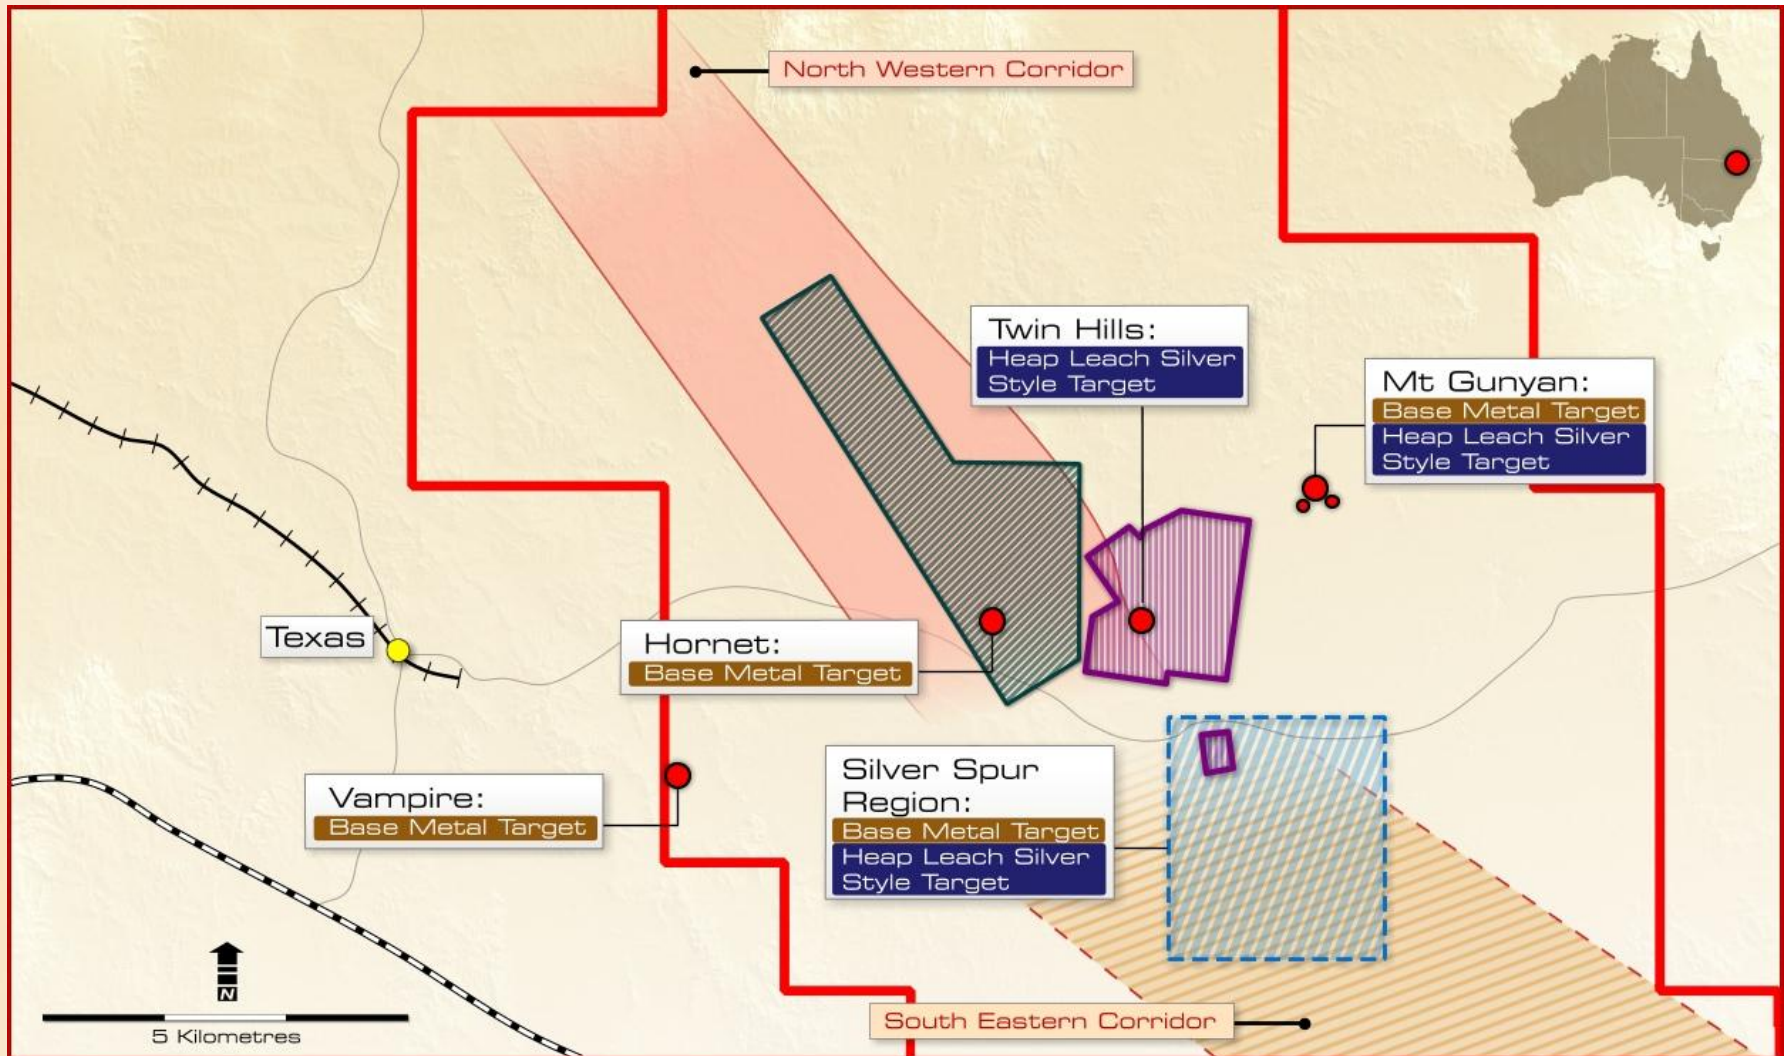 North Western Corridor
Twin Hills:
Heap Leach Silver
Style Target
Mt Gunyan:
Base Metal Target
Heap Leach Silver
Style Target
Texas
Hornet:
Base Metal Target
Vampire:
Base Metal Target
Silver Spur
Region:
Base Metal Target
Heap Leach Silver
Style Target
N
5 Kilometres
South Eastern Corridor